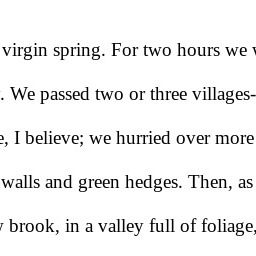 virgin spring. For two hours we
. We passed two or three villages-
, I believe; we hurried over more
walls and green hedges. Then, as
brook, in a valley full of foliage,